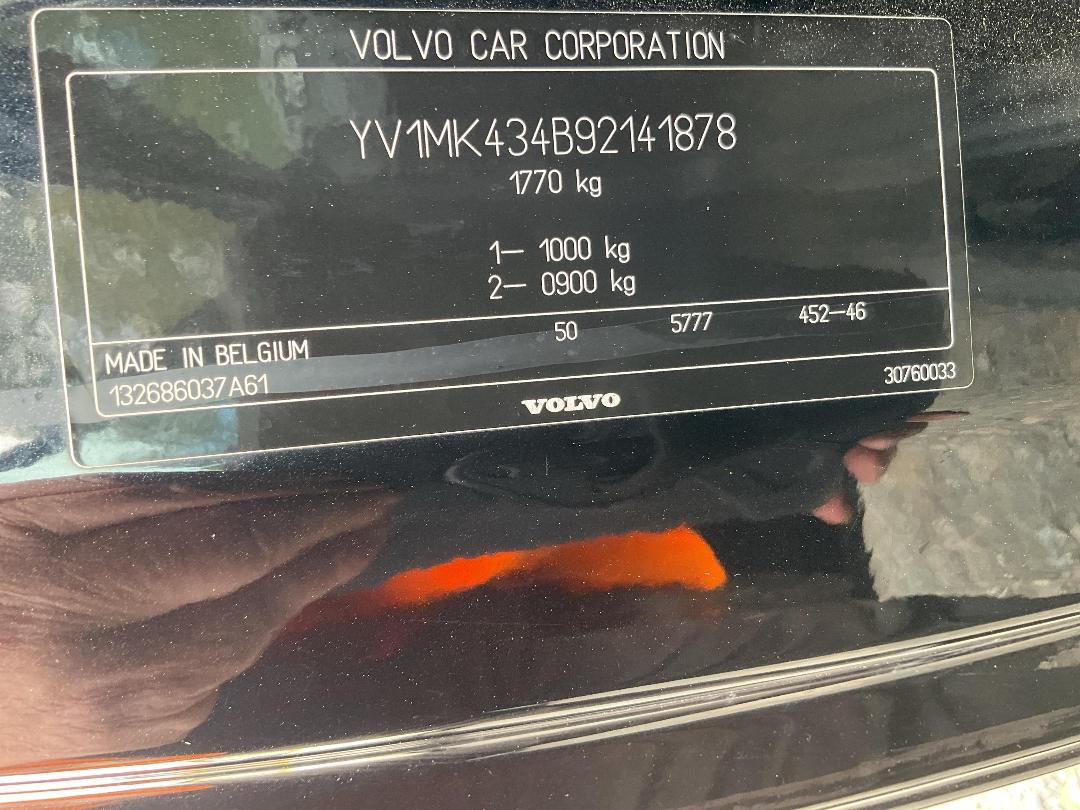 VOLVO CAR CORPORATION
YV1MK434B92141878
1770 kg
1– 1000 kg
2– 0900 kg
50 5777 452–46
MADE IN BELGIUM
132686037A61
30760033
VOLVO